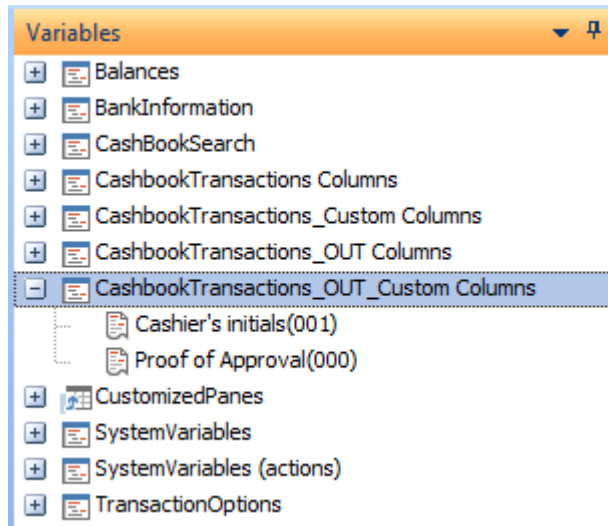 Variables
Balances
BankInformation
CashBookSearch
CashbookTransactions Columns
CashbookTransactions_Custom Columns
CashbookTransactions_OUT Columns
CashbookTransactions_OUT_Custom Columns
Cashier's initials(001)
Proof of Approval(000)
CustomizedPanes
SystemVariables
SystemVariables (actions)
TransactionOptions